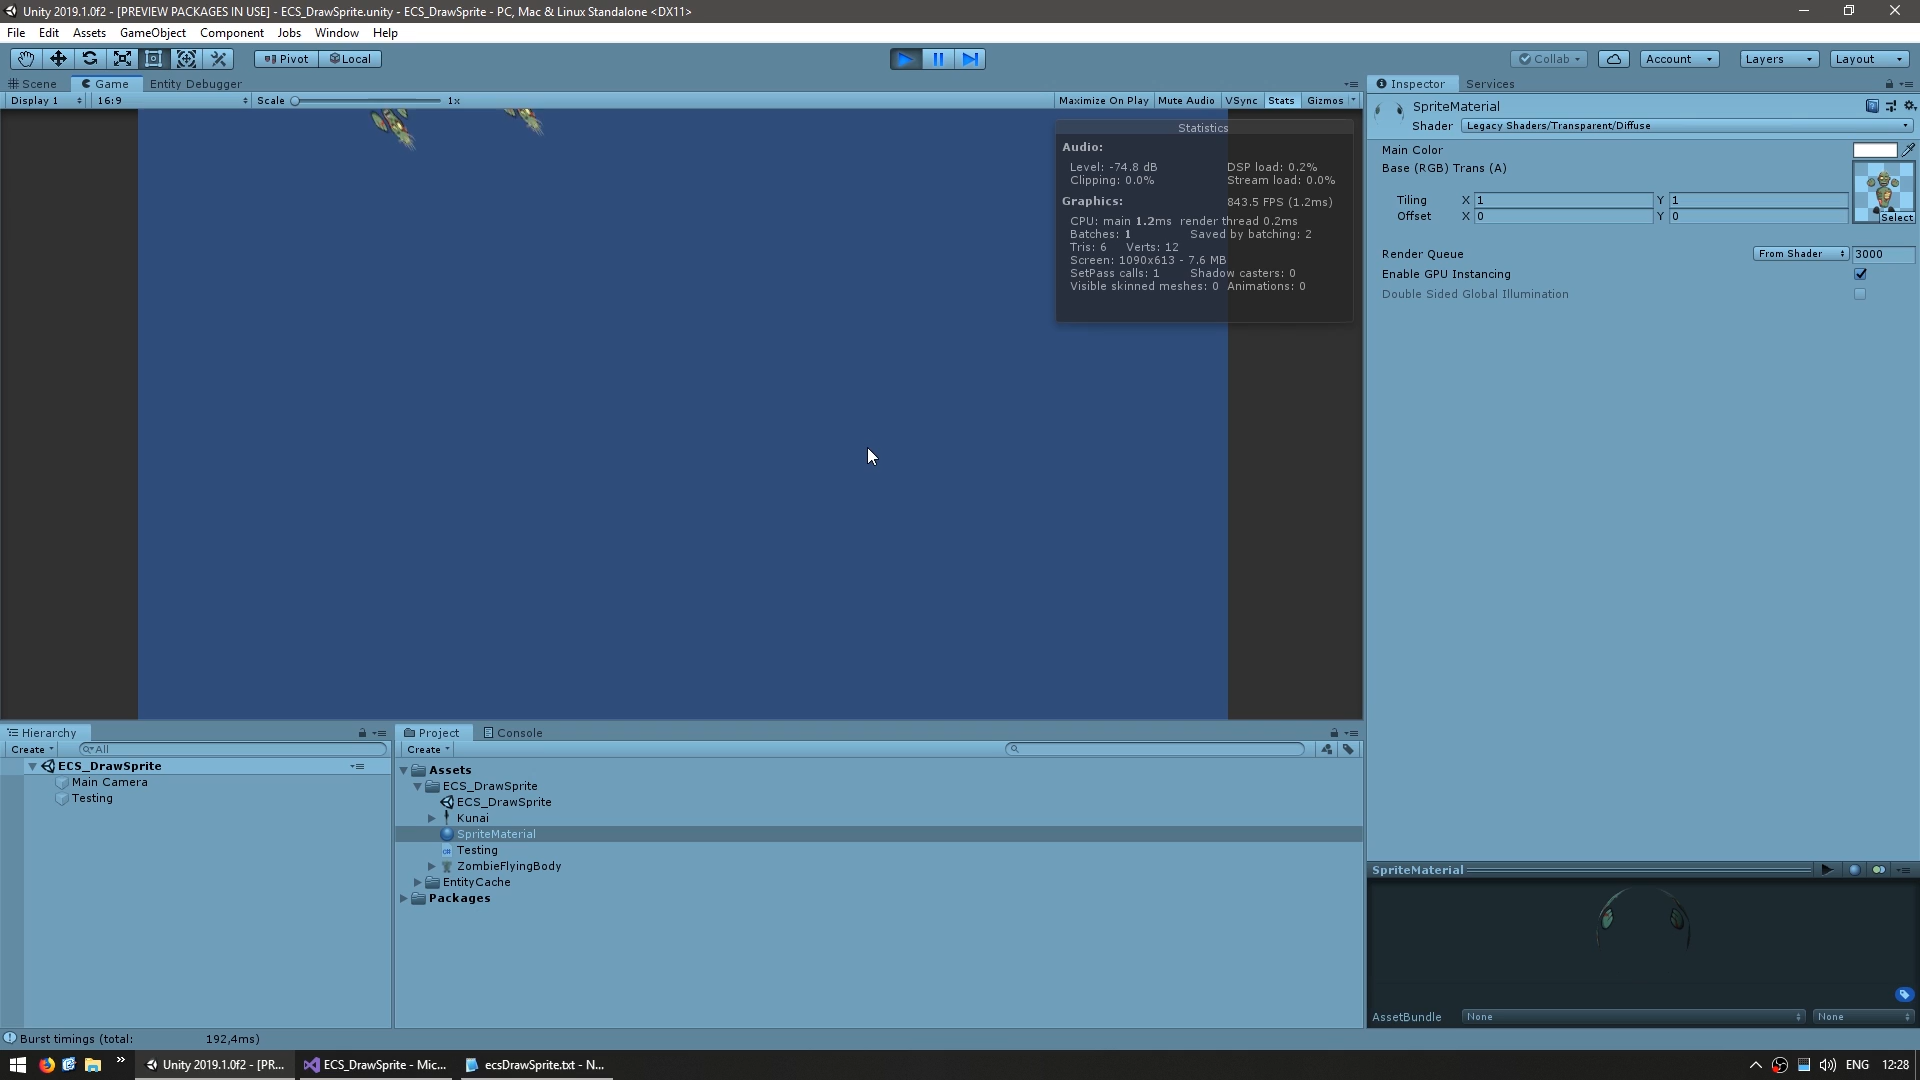 Unity 2019.1.0f2 - [PREVIEW PACKAGES IN USE] - ECS_DrawSprite.unity - ECS_DrawSprite - PC, Mac & Linux Standalone <DX11>
File Edit Assets GameObject Component Jobs Window Help
Pivot Local Collab Account Layers Layout
Scene Game Entity Debugger
Display 1 16:9 Scale 1x Maximize On Play Mute Audio VSync Stats Gizmos
Statistics
Audio:
Level: -74.8 dB DSP load: 0.2%
Clipping: 0.0% Stream load: 0.0%
Graphics: 843.5 FPS (1.2ms)
CPU: main 1.2ms render thread 0.2ms
Batches: 1 Saved by batching: 2
Tris: 6 Verts: 12
Screen: 1090x613 - 7.6 MB
SetPass calls: 1 Shadow casters: 0
Visible skinned meshes: 0 Animations: 0
Inspector Services
SpriteMaterial
Shader Legacy Shaders/Transparent/Diffuse
Main Color
Base (RGB) Trans (A)
Tiling X 1 Y 1
Offset X 0 Y 0
Select
Render Queue From Shader 3000
Enable GPU Instancing
Double Sided Global Illumination
Hierarchy
Create All
ECS_DrawSprite
Main Camera
Testing
Project Console
Create
Assets
ECS_DrawSprite
ECS_DrawSprite
Kunai
SpriteMaterial
Testing
ZombieFlyingBody
EntityCache
Packages
SpriteMaterial
AssetBundle None None
Burst timings (total: 192,4ms)
Unity 2019.1.0f2 - [PR... ECS_DrawSprite - Mic... ecsDrawSprite.txt - N... ENG 12:28